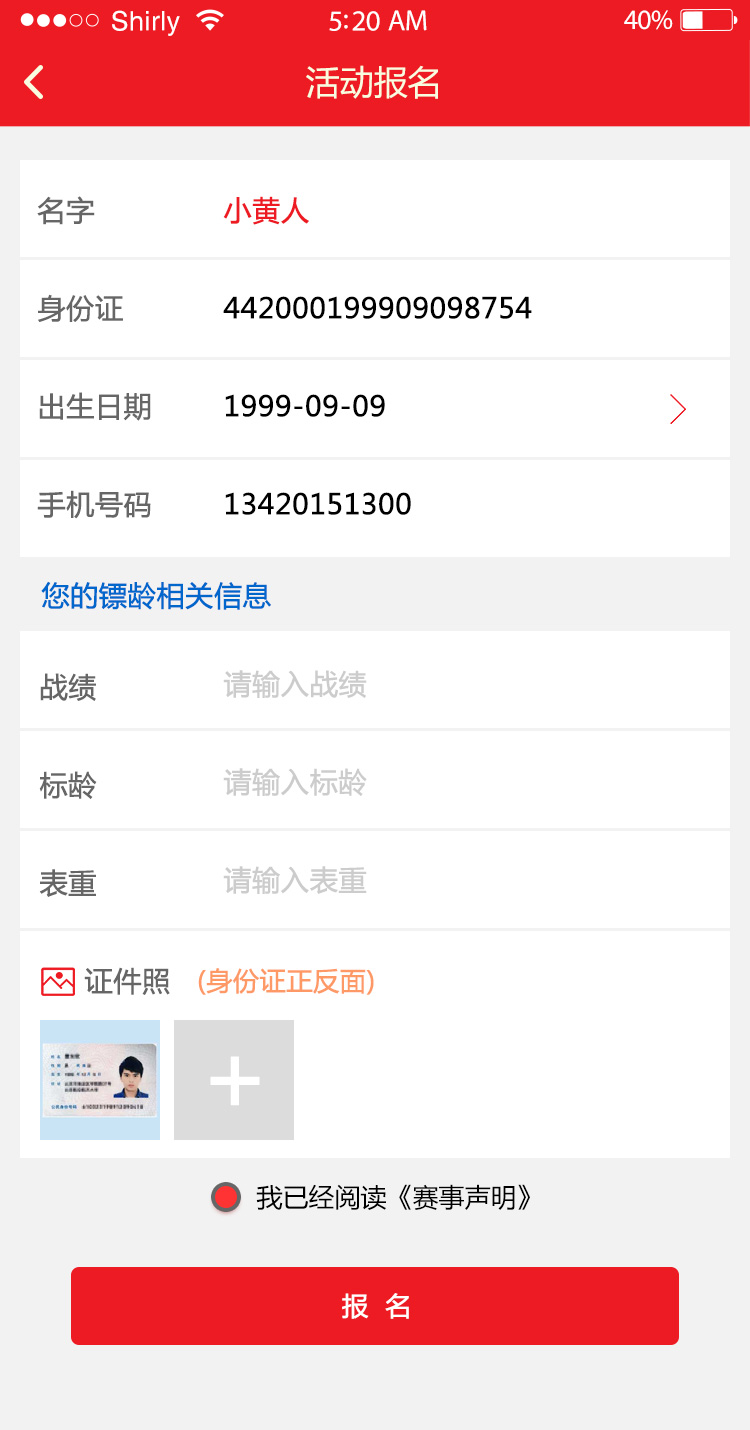 Shirly 5:20 AM 40%
活动报名
名字 小黄人
身份证 442000199909098754
出生日期 1999-09-09
手机号码 13420151300
您的镖龄相关信息
战绩 请输入战绩
标龄 请输入标龄
表重 请输入表重
证件照 (身份证正反面)
我已经阅读《赛事声明》
报 名